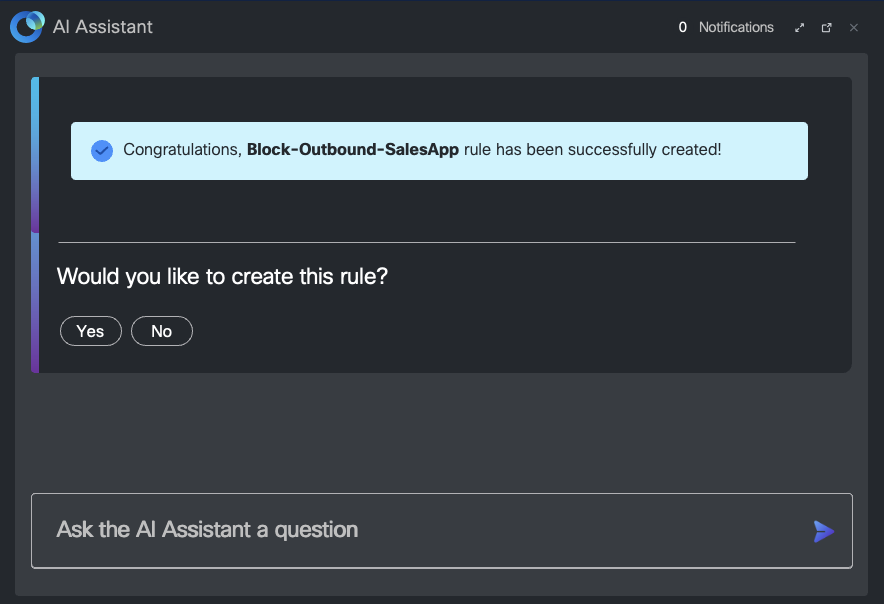 AI Assistant
0 Notifications
Congratulations, Block-Outbound-SalesApp rule has been successfully created!
Would you like to create this rule?
Yes No
Ask the AI Assistant a question